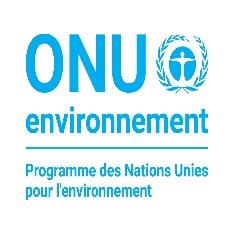 ONU
environnement
Programme des Nations Unies
pour l'environnement